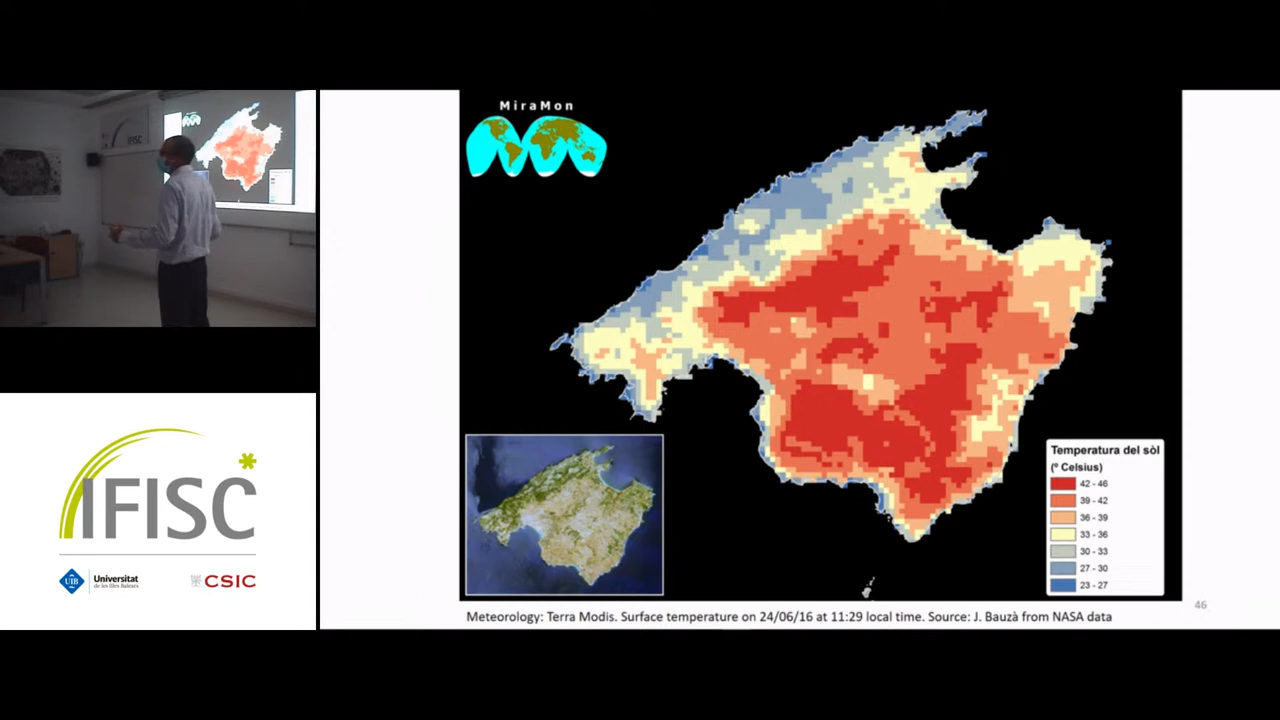 IFISC
MiraMon
Temperatura del sòl
(º Celsius)
42 - 46
39 - 42
36 - 39
33 - 36
30 - 33
27 - 30
23 - 27
46
Meteorology: Terra Modis. Surface temperature on 24/06/16 at 11:29 local time. Source: J. Bauzà from NASA data
IFISC
UIB
Universitat
de les Illes Balears
CSIC